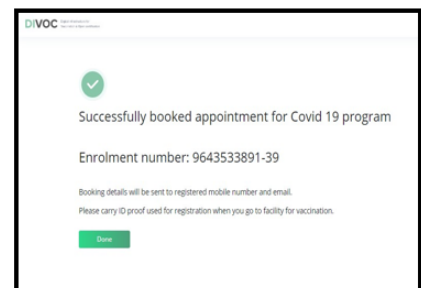 DIVOC
Successfully booked appointment for Covid 19 program
Enrolment number: 9643533891-39
Booking details will be sent to registered mobile number and email.
Please carry ID proof used for registration when you go to facility for vaccination.
Done